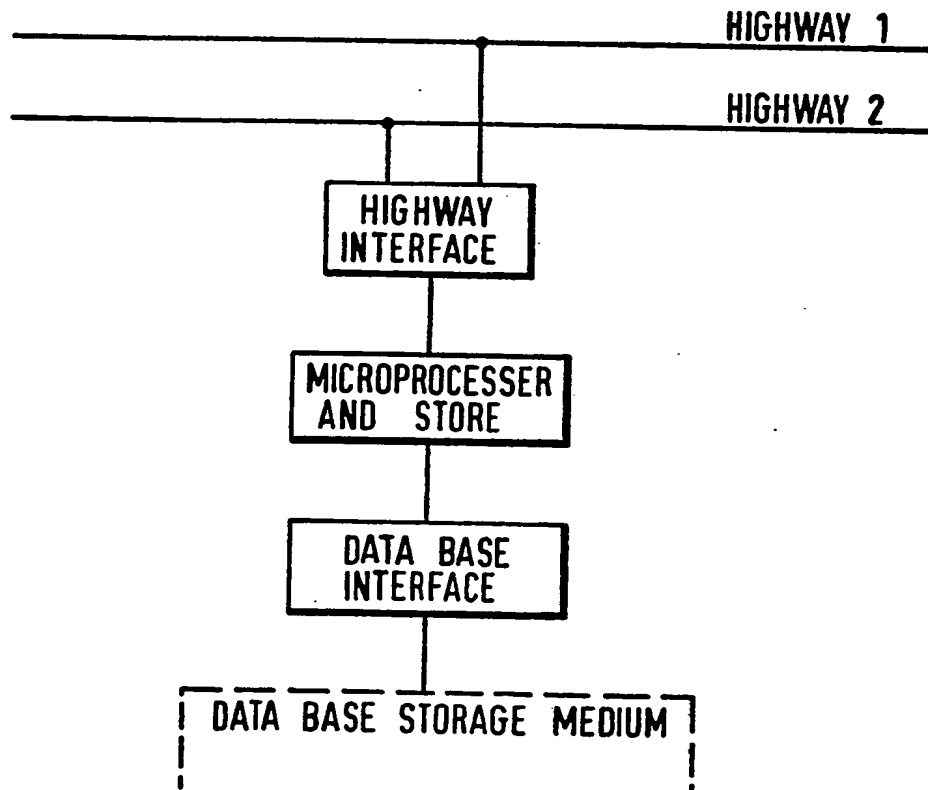 HIGHWAY 1
HIGHWAY 2
HIGHWAY
INTERFACE
MICROPROCESSER
AND STORE
DATA BASE
INTERFACE
DATA BASE STORAGE MEDIUM